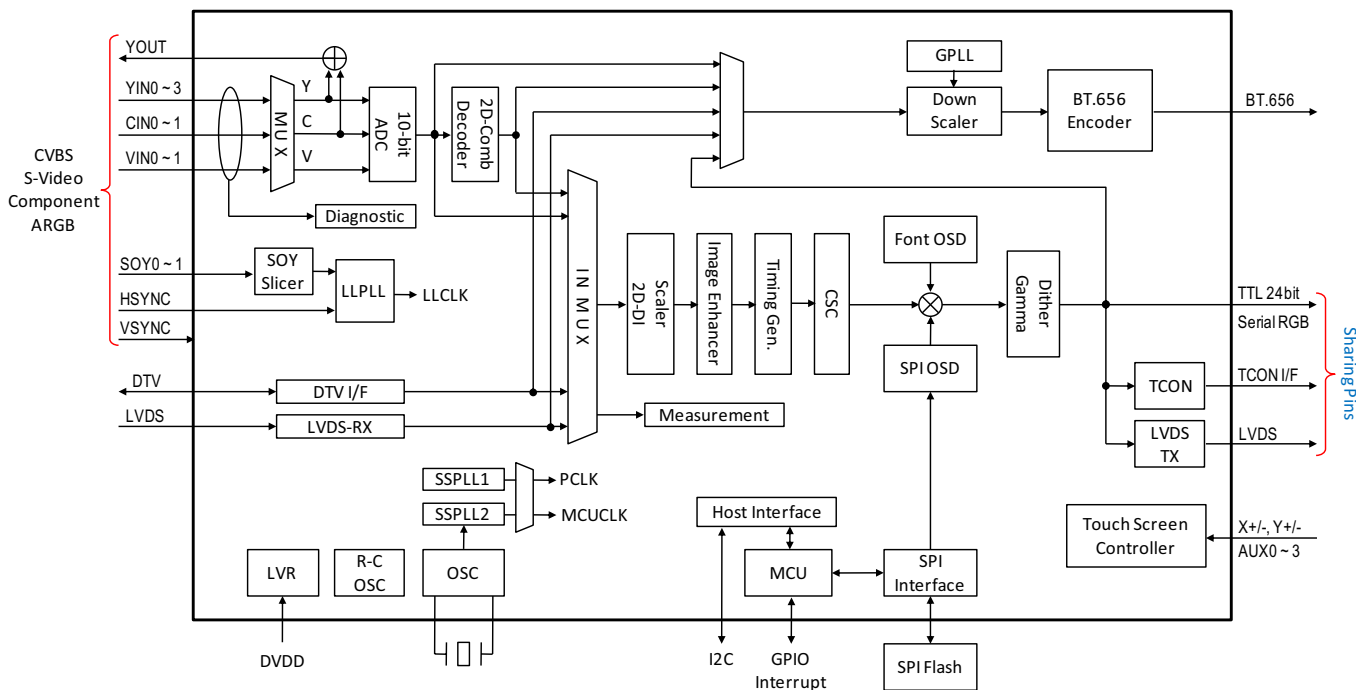 CVBS
S-Video
Component
ARGB
YOUT
YIN0 ~ 3
CIN0 ~ 1
VIN0 ~ 1
SOY0 ~ 1
HSYNC
VSYNC
DTV
LVDS
MUX
Y
C
V
10-bit
ADC
2D-Comb
Decoder
Diagnostic
SOY
Slicer
LLPLL
LLCLK
DTV I/F
LVDS-RX
IN MUX
Measurement
Scaler
2D-DI
Image Enhancer
Timing Gen.
CSC
Font OSD
SPI OSD
Dither
Gamma
GPLL
Down
Scaler
BT.656
Encoder
BT.656
TTL 24bit
Serial RGB
TCON
TCON I/F
LVDS
TX
LVDS
Sharing Pins
SSPLL1
SSPLL2
PCLK
MCUCLK
LVR
R-C
OSC
OSC
DVDD
Host Interface
MCU
SPI
Interface
I2C
GPIO
Interrupt
SPI Flash
Touch Screen
Controller
X+/-, Y+/-
AUX0 ~ 3